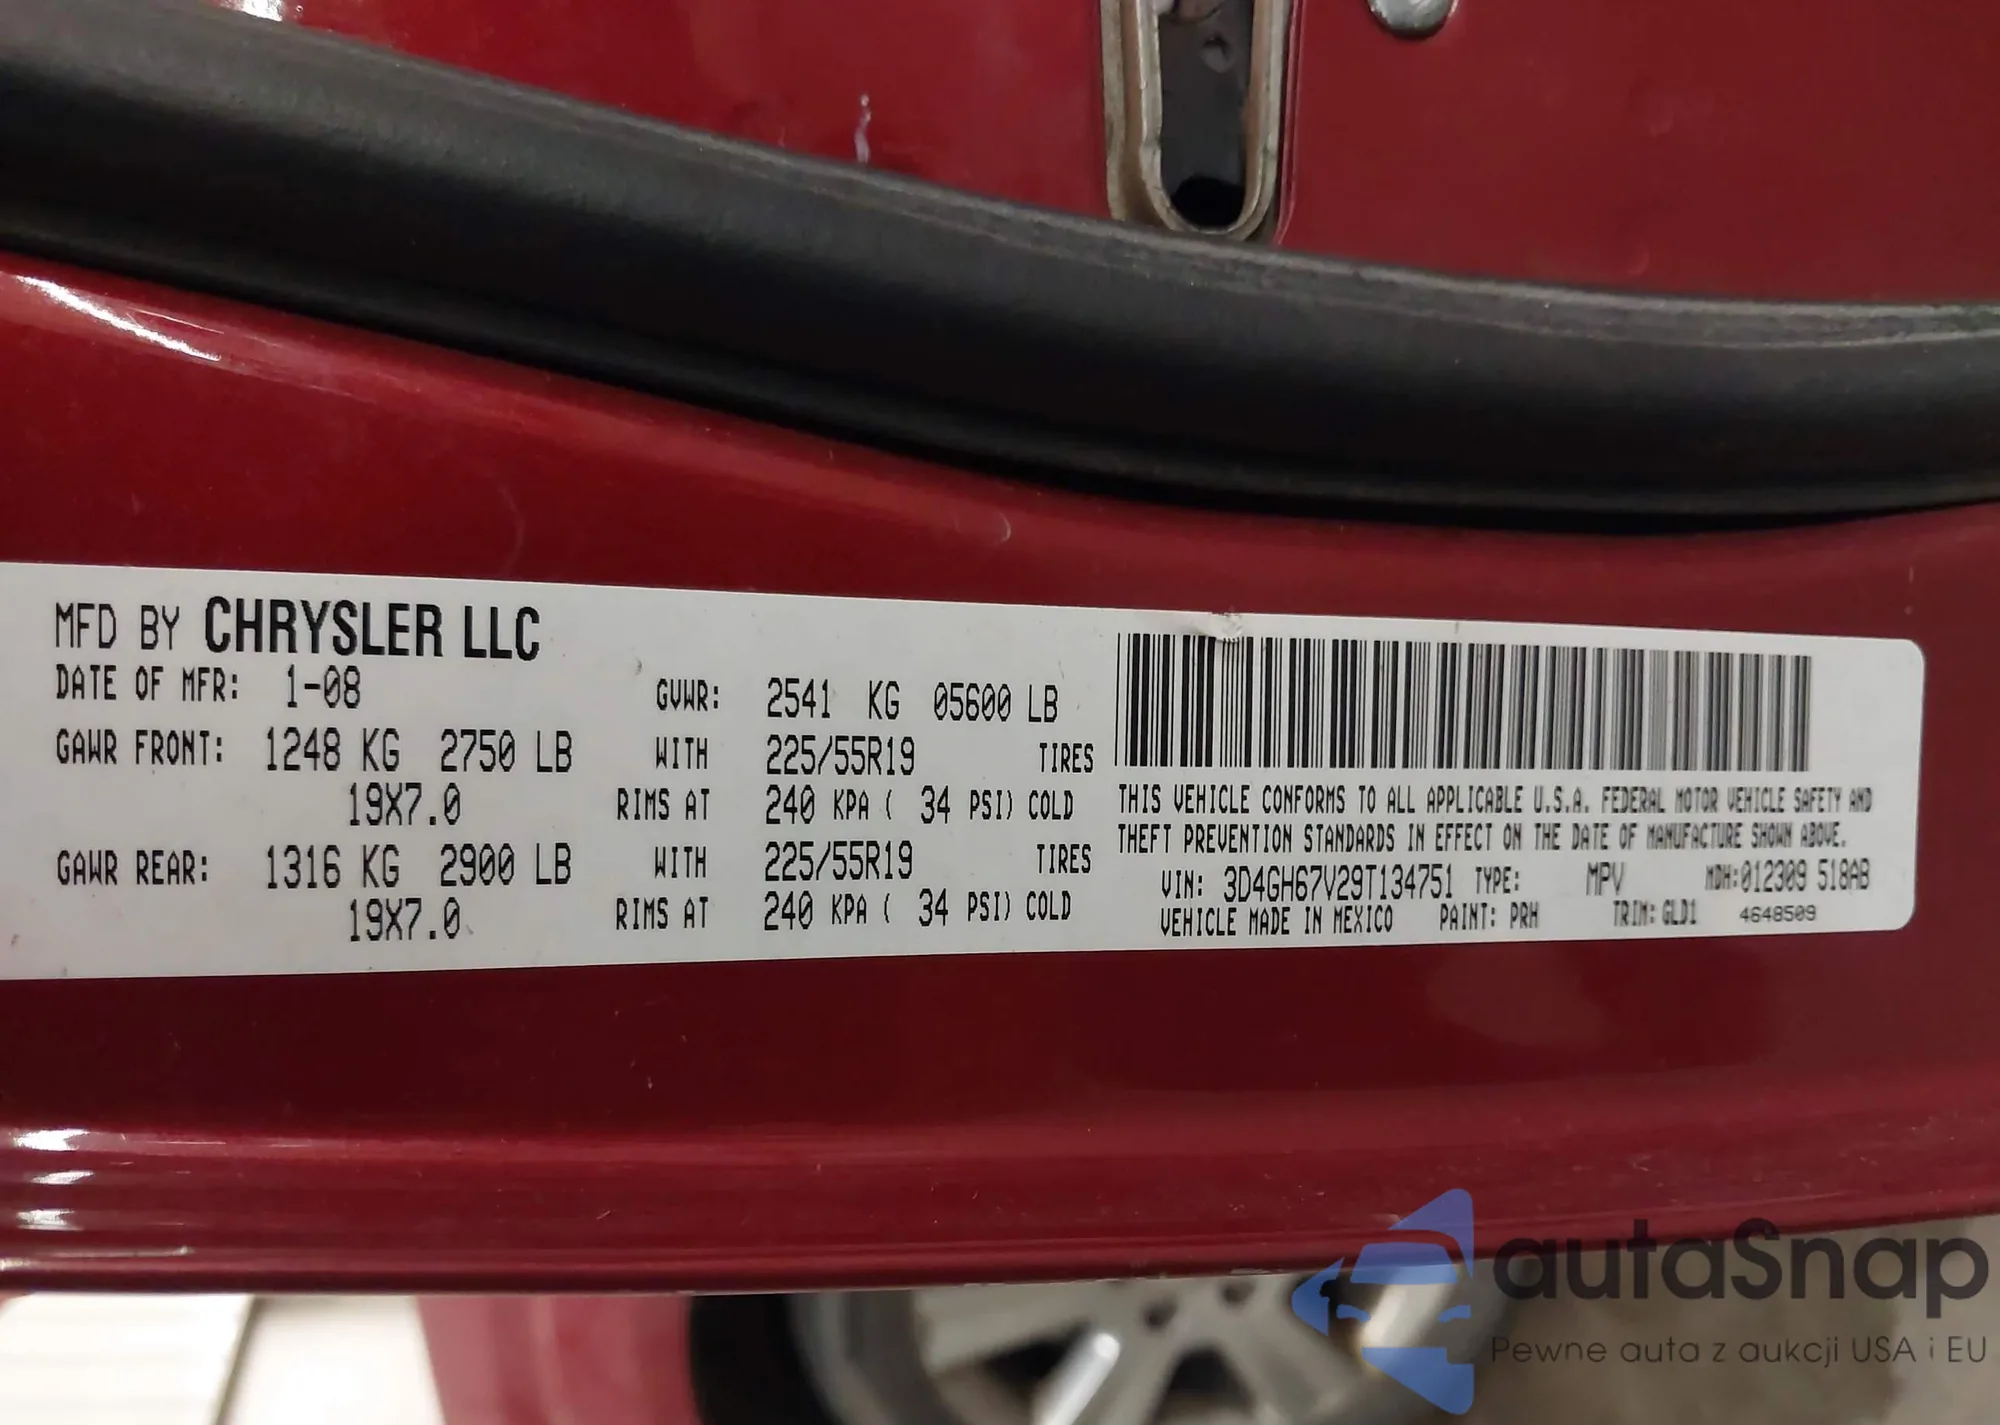 MFD BY CHRYSLER LLC
DATE OF MFR: 1-08 GVWR: 2541 KG 05600 LB
GAWR FRONT: 1248 KG 2750 LB WITH 225/55R19 TIRES
19X7.0 RIMS AT 240 KPA ( 34 PSI) COLD
GAWR REAR: 1316 KG 2900 LB WITH 225/55R19 TIRES
19X7.0 RIMS AT 240 KPA ( 34 PSI) COLD
THIS VEHICLE CONFORMS TO ALL APPLICABLE U.S.A. FEDERAL MOTOR VEHICLE SAFETY AND
THEFT PREVENTION STANDARDS IN EFFECT ON THE DATE OF MANUFACTURE SHOWN ABOVE.
VIN: 3D4GH67V29T134751 TYPE: MPV MDH:012309 518AB
VEHICLE MADE IN MEXICO PAINT: PRH TRIM: GLD1 4648509
autaSnap
Pewne auta z aukcji USA i EU